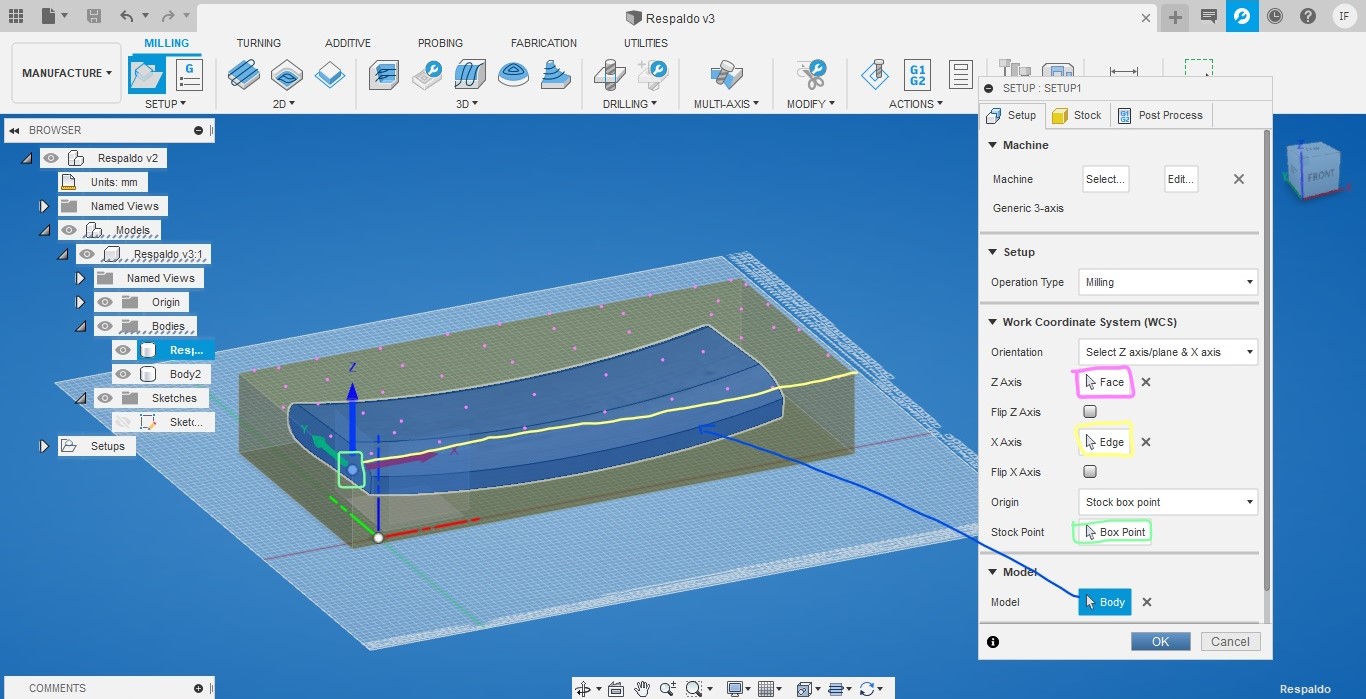 Respaldo v3
IF
MILLING TURNING ADDITIVE PROBING FABRICATION UTILITIES
MANUFACTURE
G
G1
G2
SETUP 2D 3D DRILLING MULTI-AXIS MODIFY ACTIONS
SETUP : SETUP1
Setup Stock Post Process
BROWSER
Respaldo v2
Units: mm
Named Views
Models
Respaldo v3:1
Named Views
Origin
Bodies
Resp...
Body2
Sketches
Sketc...
Setups
Z
Y
X
Z
FRONT
X
Machine
Machine Select... Edit...
Generic 3-axis
Setup
Operation Type Milling
Work Coordinate System (WCS)
Orientation Select Z axis/plane & X axis
Z Axis Face
Flip Z Axis
X Axis Edge
Flip X Axis
Origin Stock box point
Stock Point Box Point
Model
Model Body
OK Cancel
COMMENTS
Respaldo